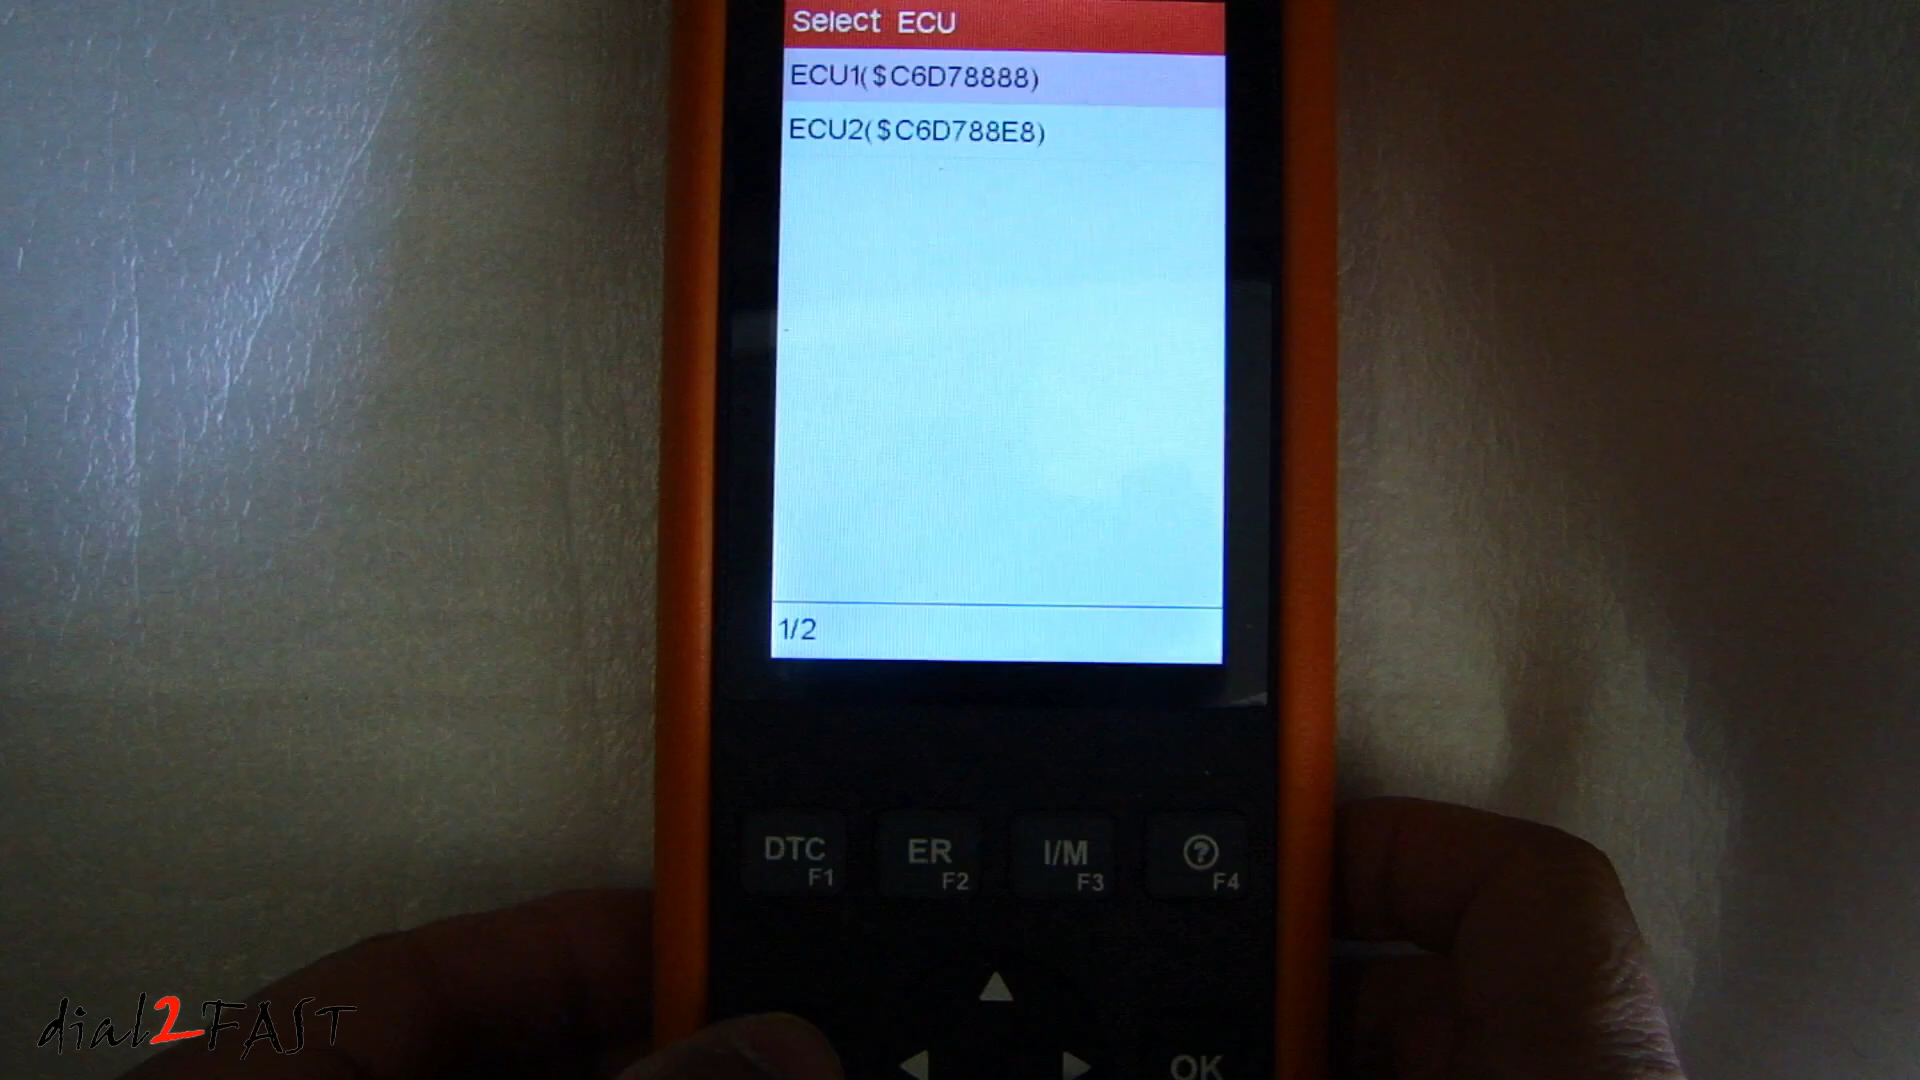 Select ECU
ECU1($C6D78888)
ECU2($C6D788E8)
1/2
DTC F1
ER F2
I/M F3
? F4
OK
dial2FAST